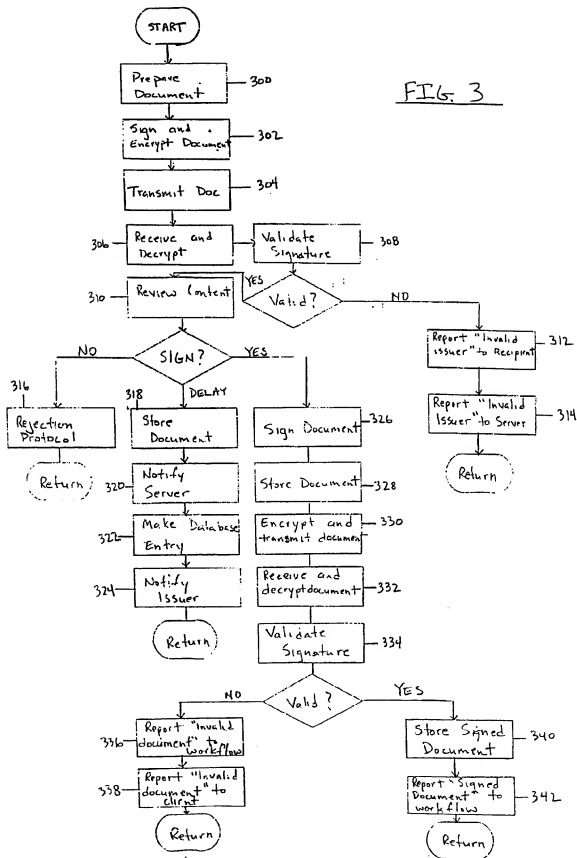 START
FIG. 3
Prepare
Document
300
Sign and
Encrypt Document
302
Transmit Doc
304
306
Receive and
Decrypt
Validate
Signature
308
310
Review Content
YES
Valid?
NO
Report "Invalid
issuer" to Recipient
312
Report "Invalid
Issuer" to Server
314
Return
NO
SIGN?
YES
DELAY
316
Rejection
Protocol
Return
318
Store
Document
320
Notify
Server
322
Make Database
Entry
324
Notify
Issuer
Return
Sign Document
326
Store Document
328
Encrypt and
transmit document
330
Receive and
decrypt document
332
Validate
Signature
334
NO
Valid?
YES
336
Report "Invalid
document" to
workflow
338
Report "Invalid
document" to
client
Return
Store Signed
Document
340
Report "Signed
Document" to
workflow
342
Return